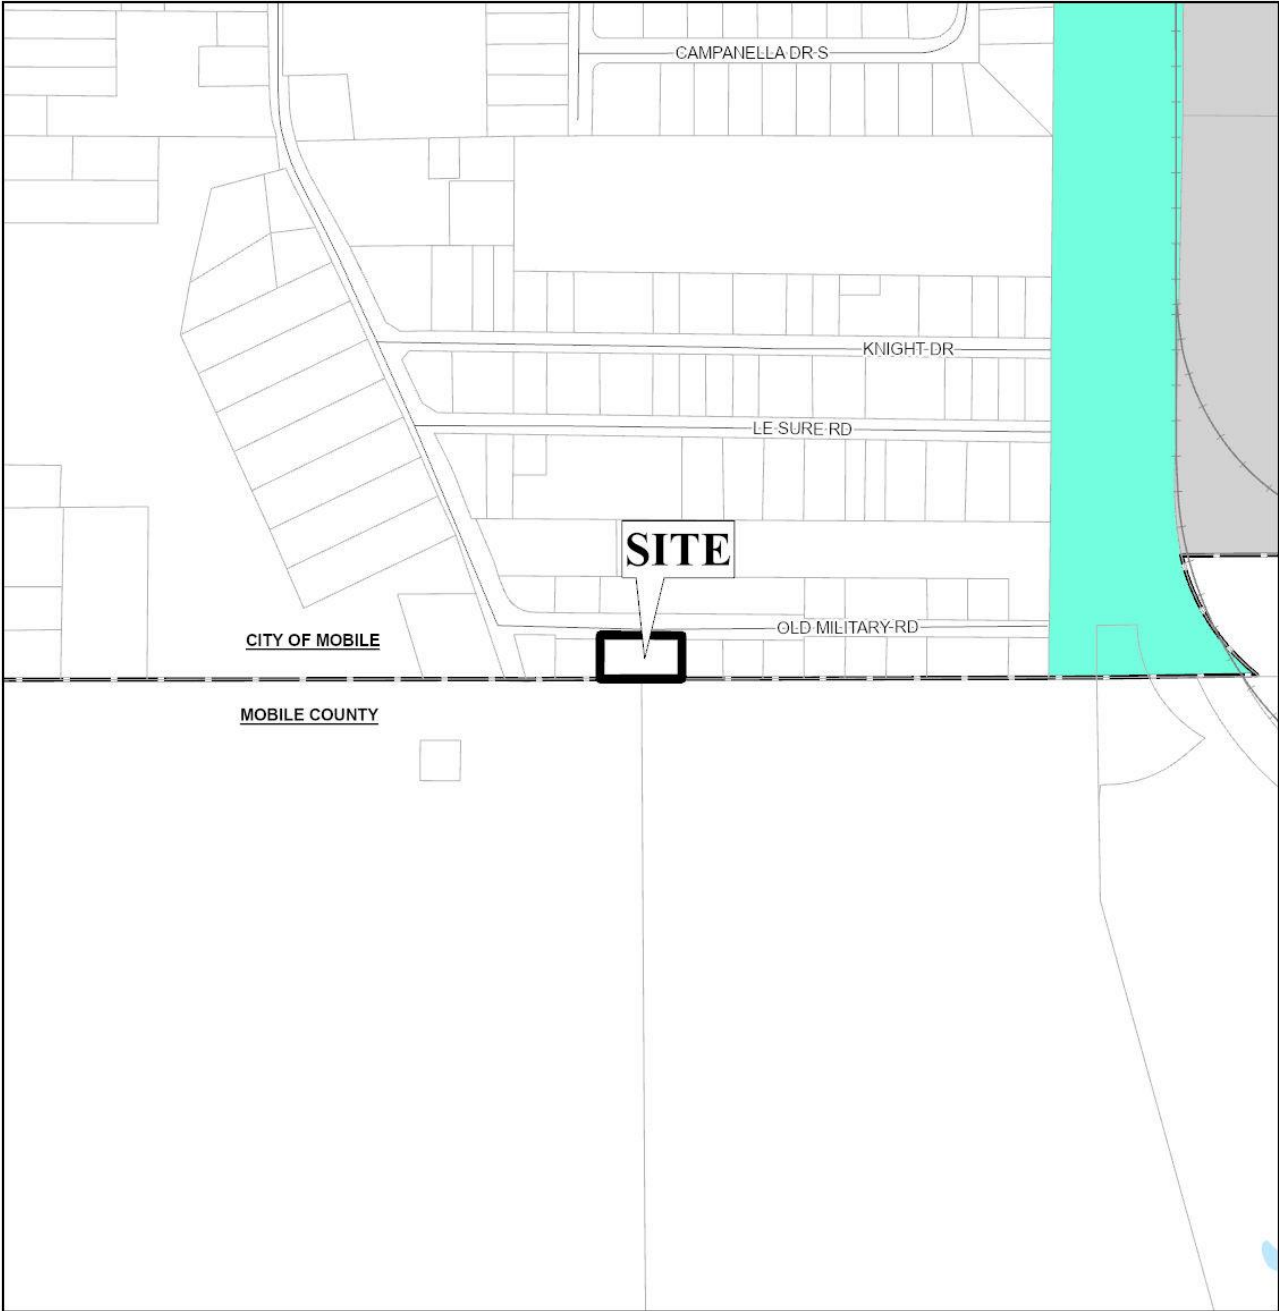 CAMPANELLA DR S
KNIGHT DR
LE SURE RD
SITE
OLD MILITARY RD
CITY OF MOBILE
MOBILE COUNTY